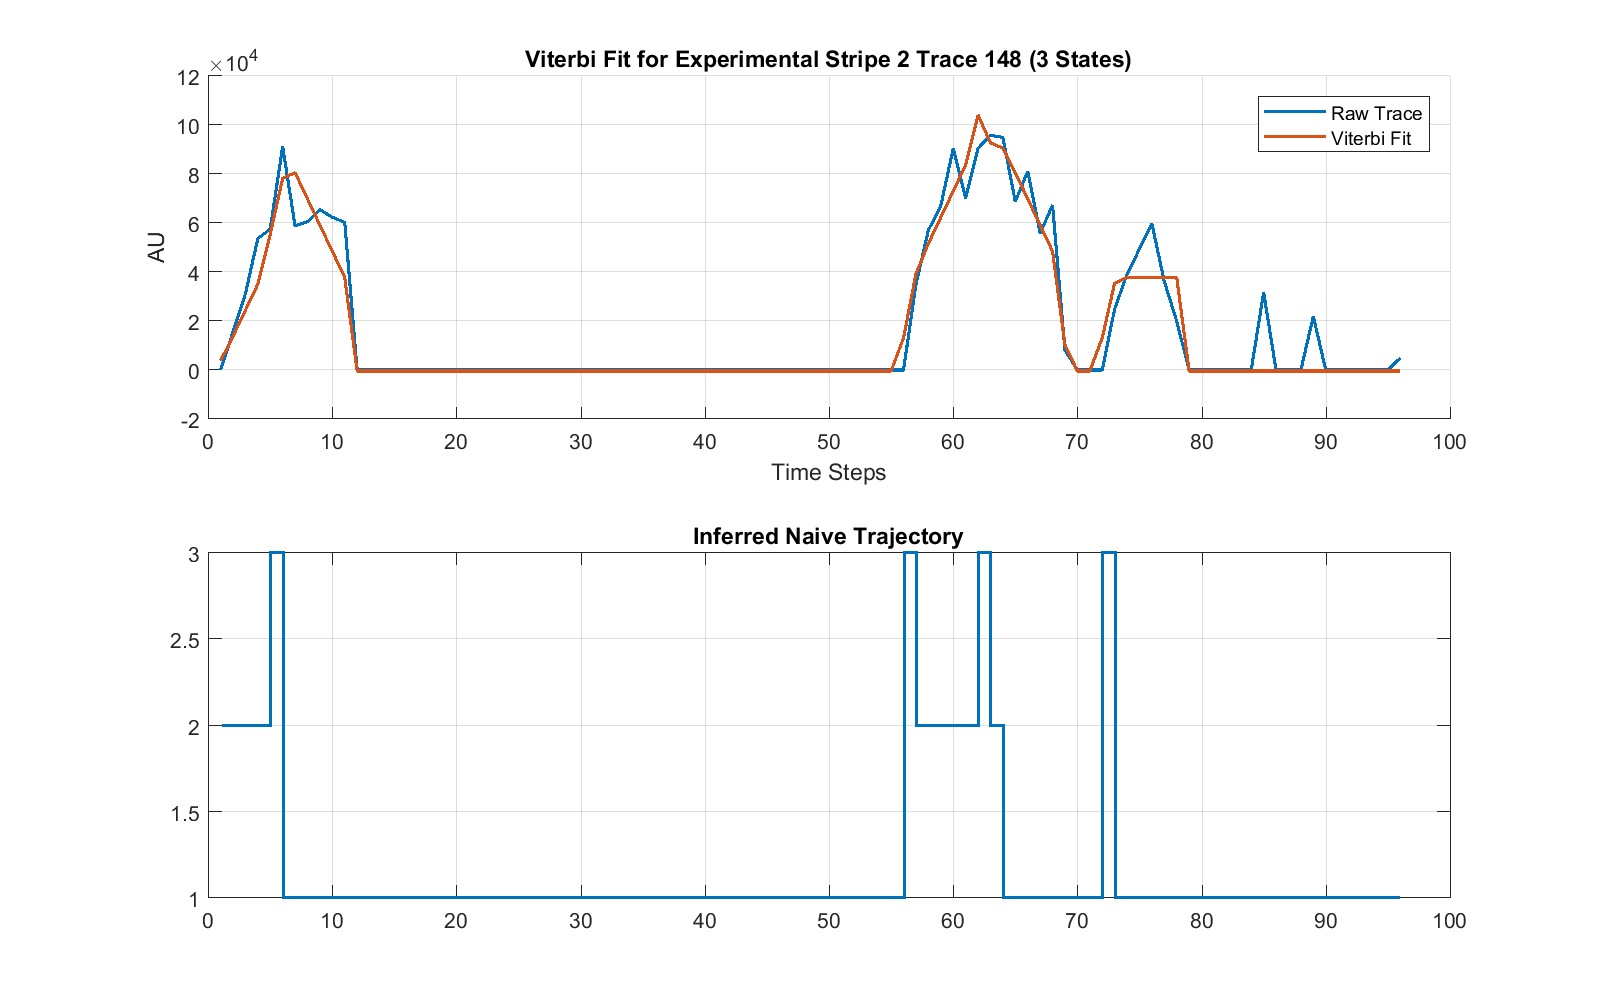 ×10^4
Viterbi Fit for Experimental Stripe 2 Trace 148 (3 States)
12
10
8
6
4
2
0
-2
AU
Raw Trace
Viterbi Fit
0 10 20 30 40 50 60 70 80 90 100
Time Steps
Inferred Naive Trajectory
3
2.5
2
1.5
1
0 10 20 30 40 50 60 70 80 90 100